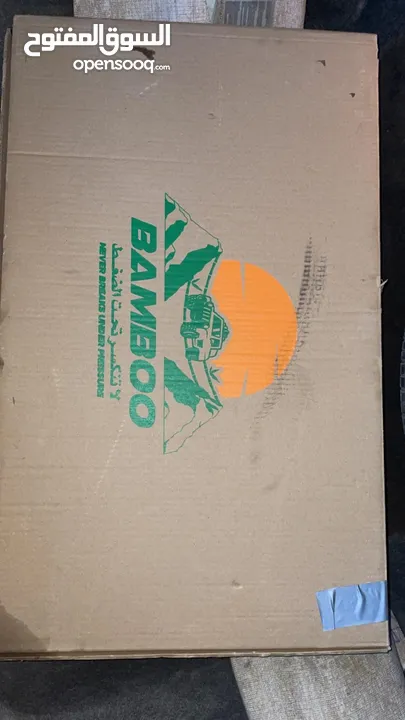 السوق المفتوح
opensooq.com
BAMBOO
لا تنكسر تحت الضغط
NEVER BREAKS UNDER PRESSURE